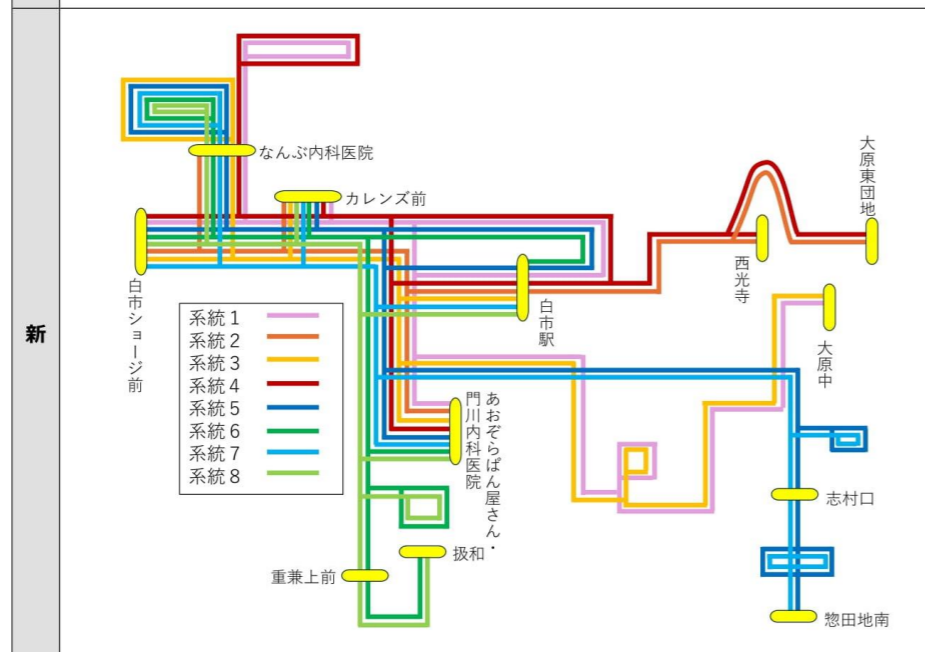 新
なんぶ内科医院
カレンズ前
白市ショージ前
白市駅
西光寺
大原東団地
大原中
系統1
系統2
系統3
系統4
系統5
系統6
系統7
系統8
あおぞらぱん屋さん・
門川内科医院
志村口
扱和
重兼上前
惣田地南